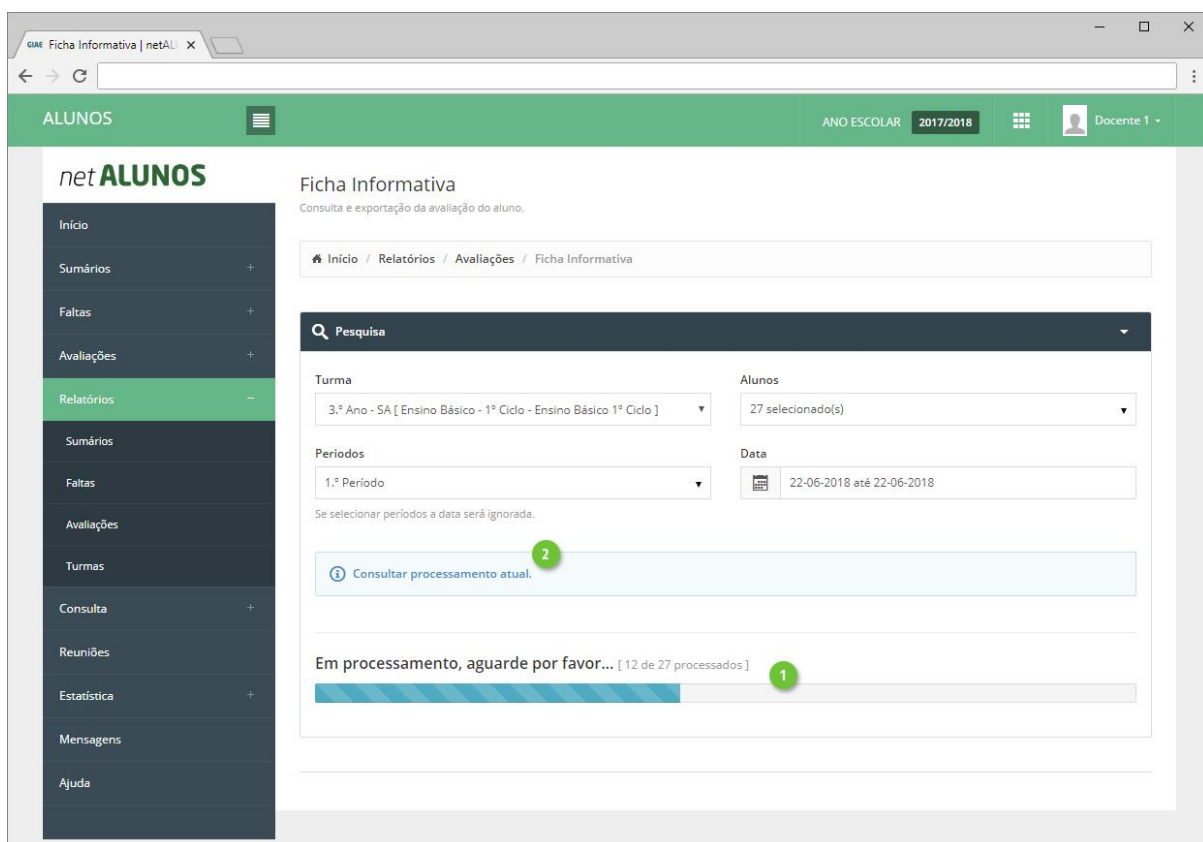 GIAE Ficha Informativa | netAL
ALUNOS
ANO ESCOLAR 2017/2018
Docente 1
net ALUNOS
Início
Sumários
Faltas
Avaliações
Relatórios
Sumários
Faltas
Avaliações
Turmas
Consulta
Reuniões
Estatística
Mensagens
Ajuda
Ficha Informativa
Consulta e exportação da avaliação do aluno.
Início / Relatórios / Avaliações / Ficha Informativa
Pesquisa
Turma
3.º Ano - SA [ Ensino Básico - 1º Ciclo - Ensino Básico 1º Ciclo ]
Alunos
27 selecionado(s)
Periodos
1.º Período
Data
22-06-2018 até 22-06-2018
Se selecionar períodos a data será ignorada.
2
Consultar processamento atual.
Em processamento, aguarde por favor... [ 12 de 27 processados ]
1